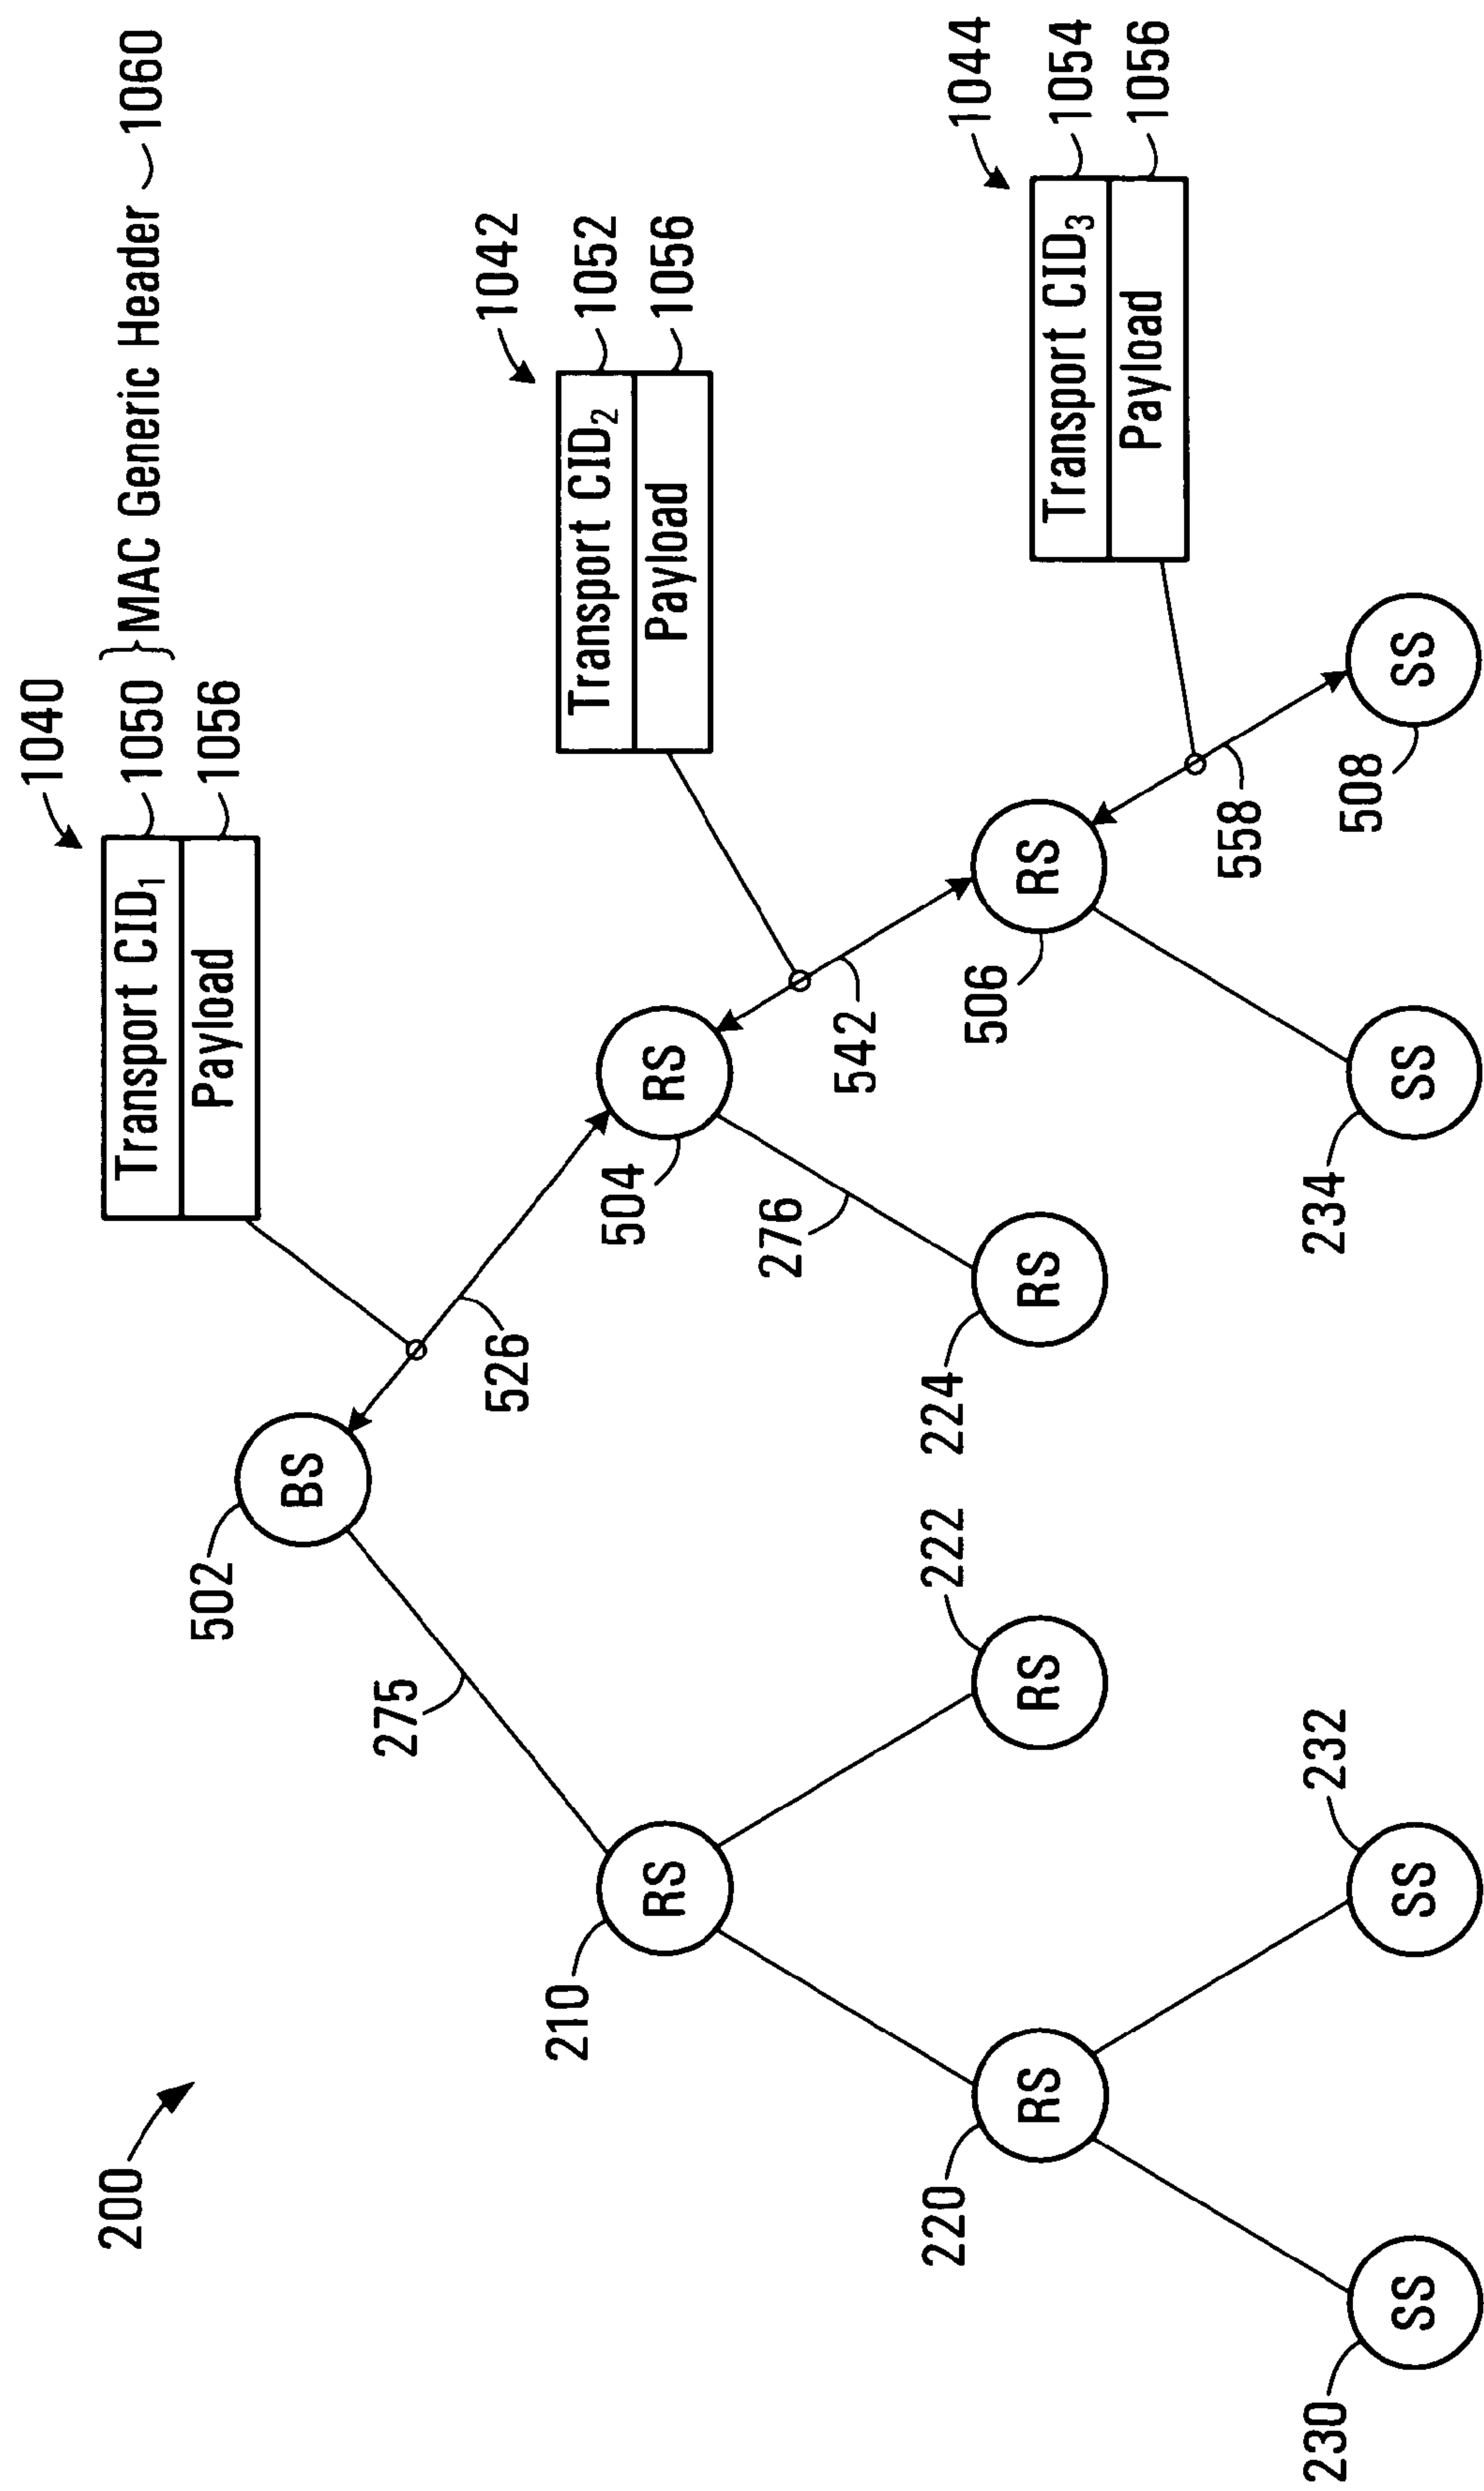 200
1040
Transport CID₁
1050
}MAC Generic Header
1060
Payload
1056
502
BS
275
526
1042
Transport CID₂
1052
Payload
1056
210
RS
504
RS
276
542
1044
Transport CID₃
1054
Payload
1056
220
RS
222
RS
224
RS
506
RS
558
230
SS
232
SS
234
SS
508
SS